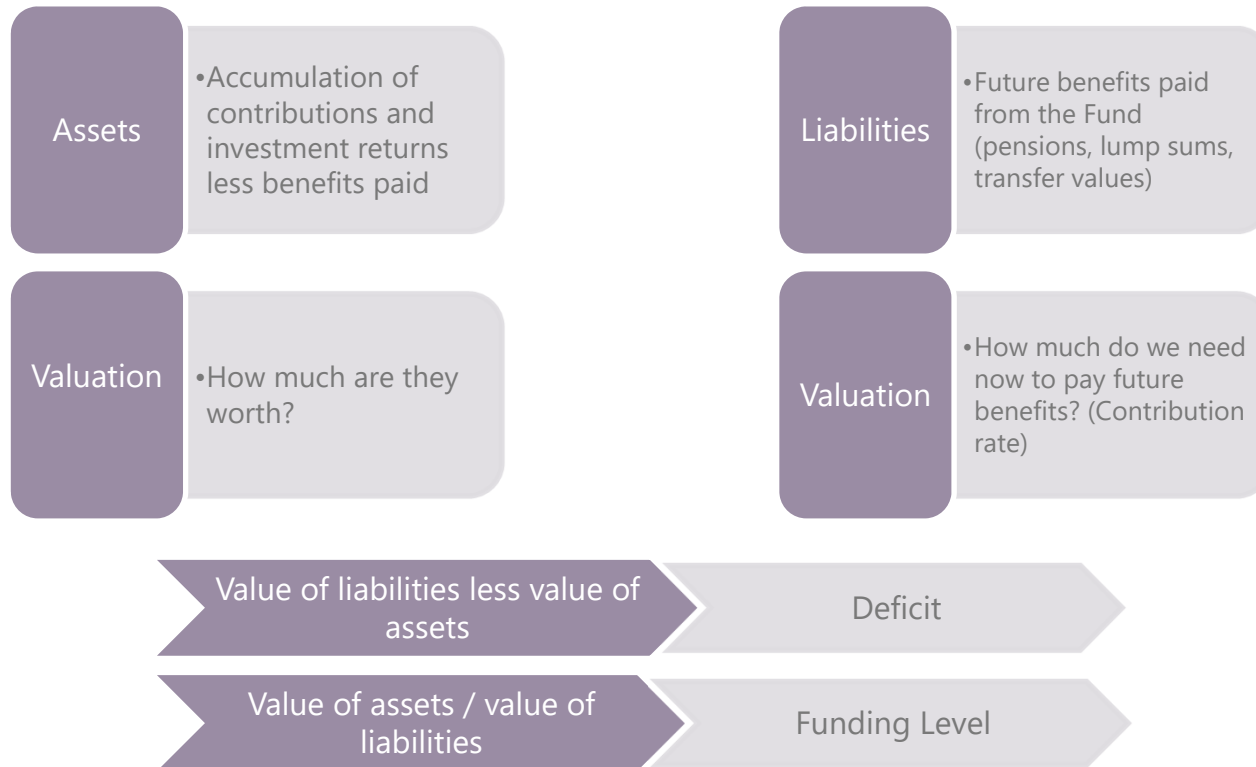 Assets
•Accumulation of
contributions and
investment returns
less benefits paid
Liabilities
•Future benefits paid
from the Fund
(pensions, lump sums,
transfer values)
Valuation
•How much are they
worth?
Valuation
•How much do we need
now to pay future
benefits? (Contribution
rate)
Value of liabilities less value of
assets
Deficit
Value of assets / value of
liabilities
Funding Level